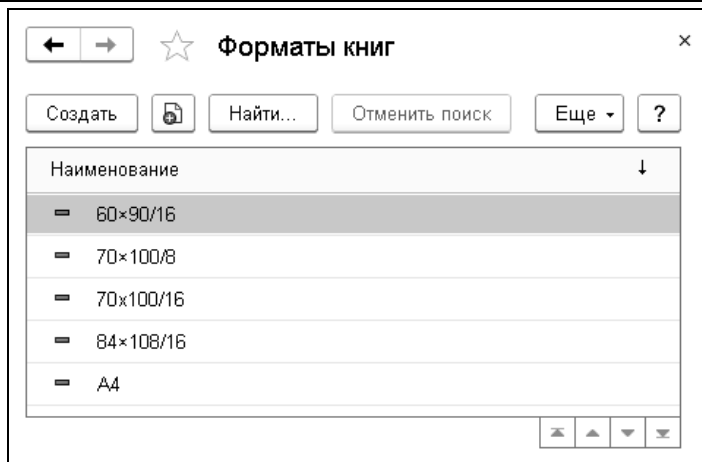 Форматы книг
Создать Найти... Отменить поиск Еще ?
Наименование
60×90/16
70×100/8
70x100/16
84×108/16
А4